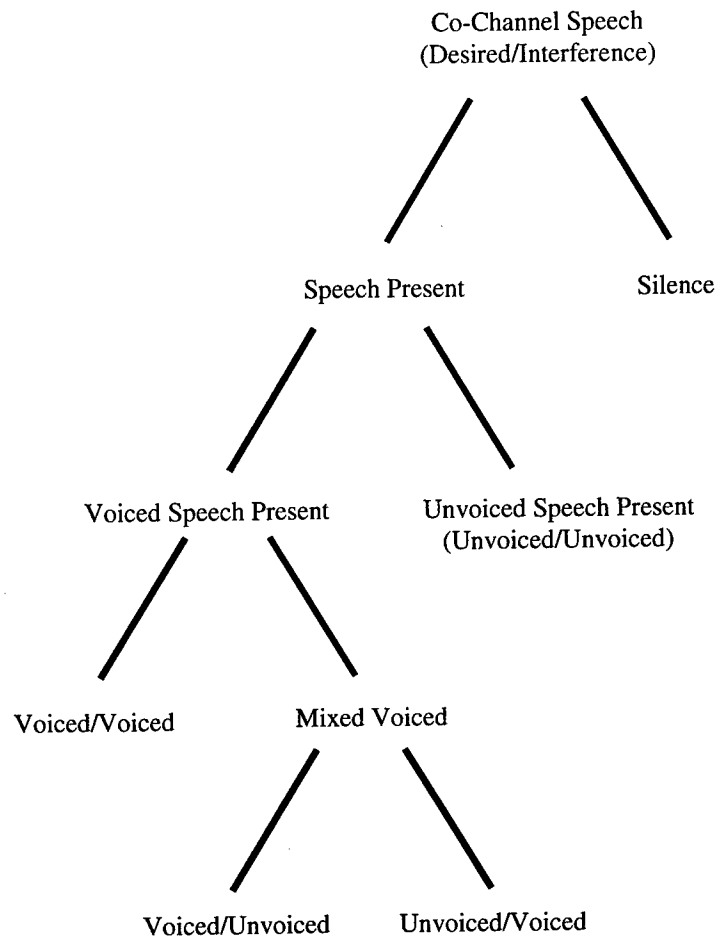 Co-Channel Speech
(Desired/Interference)
Speech Present
Silence
Voiced Speech Present
Unvoiced Speech Present
(Unvoiced/Unvoiced)
Voiced/Voiced
Mixed Voiced
Voiced/Unvoiced
Unvoiced/Voiced